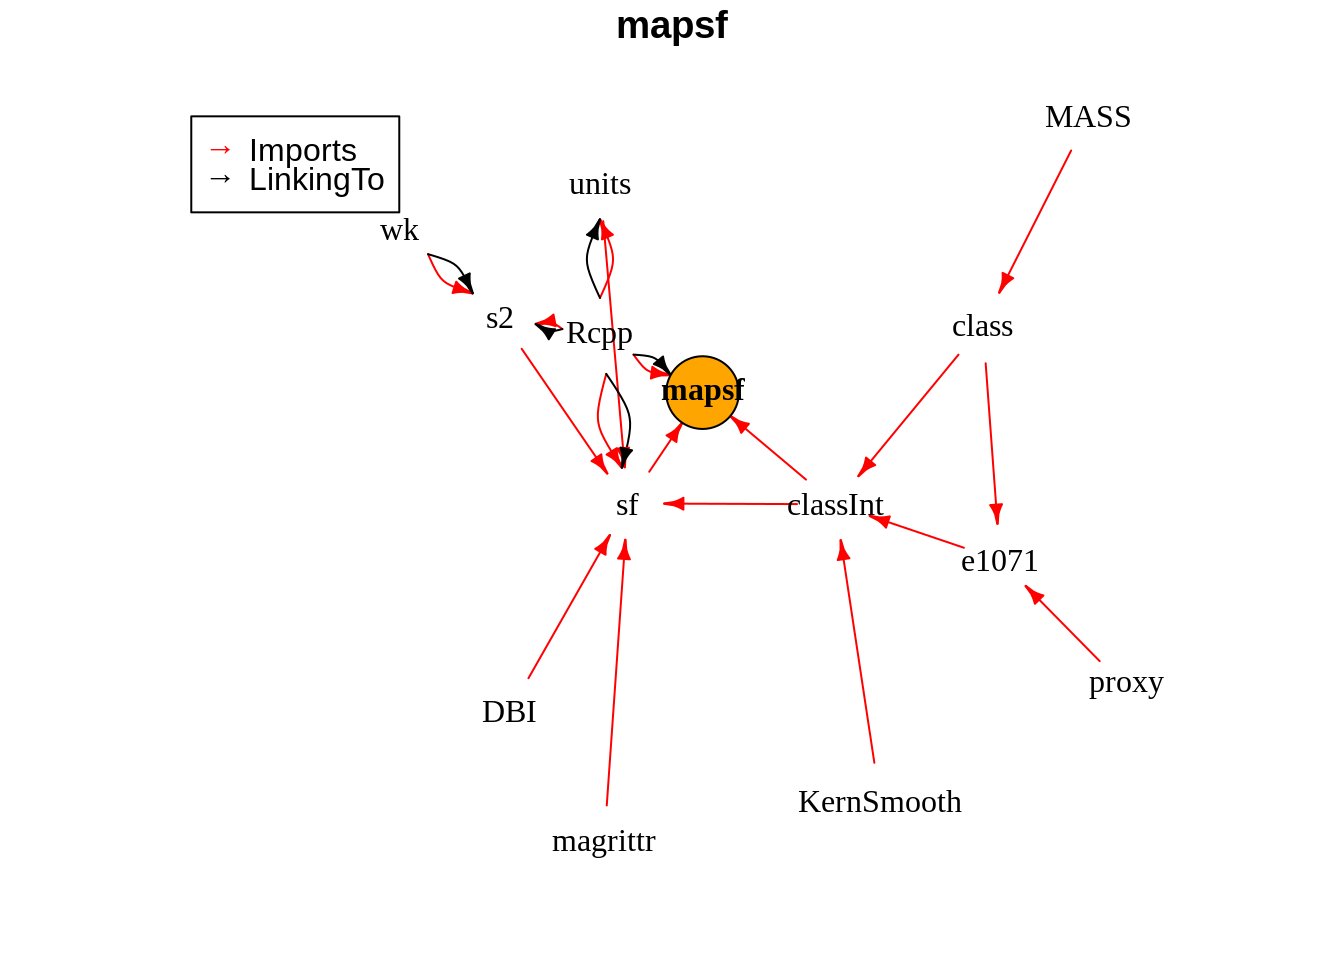 mapsf
MASS
→ Imports
→ LinkingTo
units
wk
s2
Rcpp
class
mapsf
sf
classInt
e1071
proxy
DBI
KernSmooth
magrittr